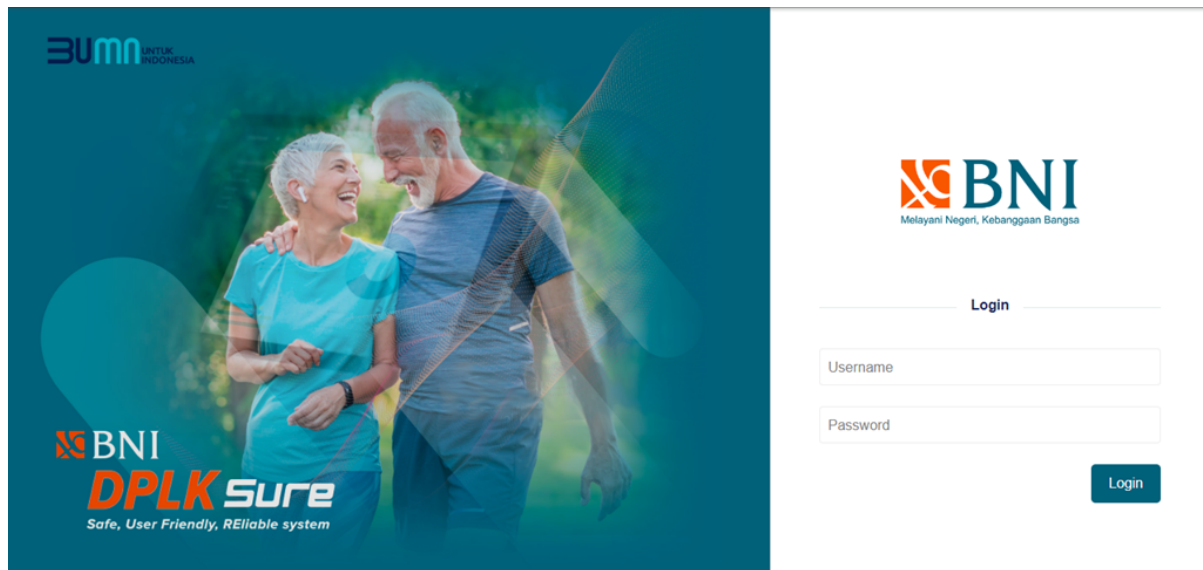 BUMN UNTUK
INDONESIA
BNI
DPLK Sure
Safe, User Friendly, REliable system
BNI
Melayani Negeri, Kebanggaan Bangsa
Login
Username
Password
Login